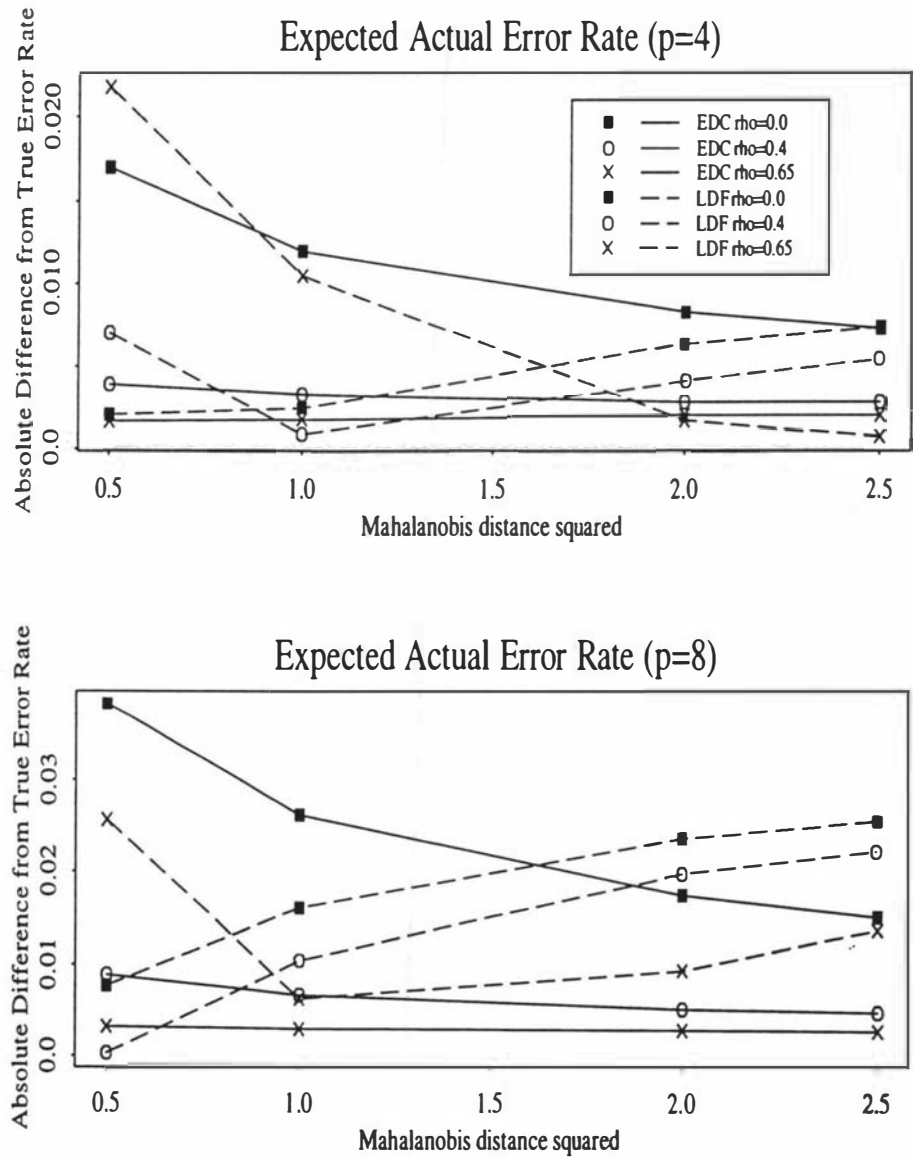 Expected Actual Error Rate (p=4)
Absolute Difference from True Error Rate
0.020
0.010
0.0
EDC rho=0.0
EDC rho=0.4
EDC rho=0.65
LDF rho=0.0
LDF rho=0.4
LDF rho=0.65
0.5 1.0 1.5 2.0 2.5
Mahalanobis distance squared
Expected Actual Error Rate (p=8)
Absolute Difference from True Error Rate
0.03
0.02
0.01
0.0
0.5 1.0 1.5 2.0 2.5
Mahalanobis distance squared